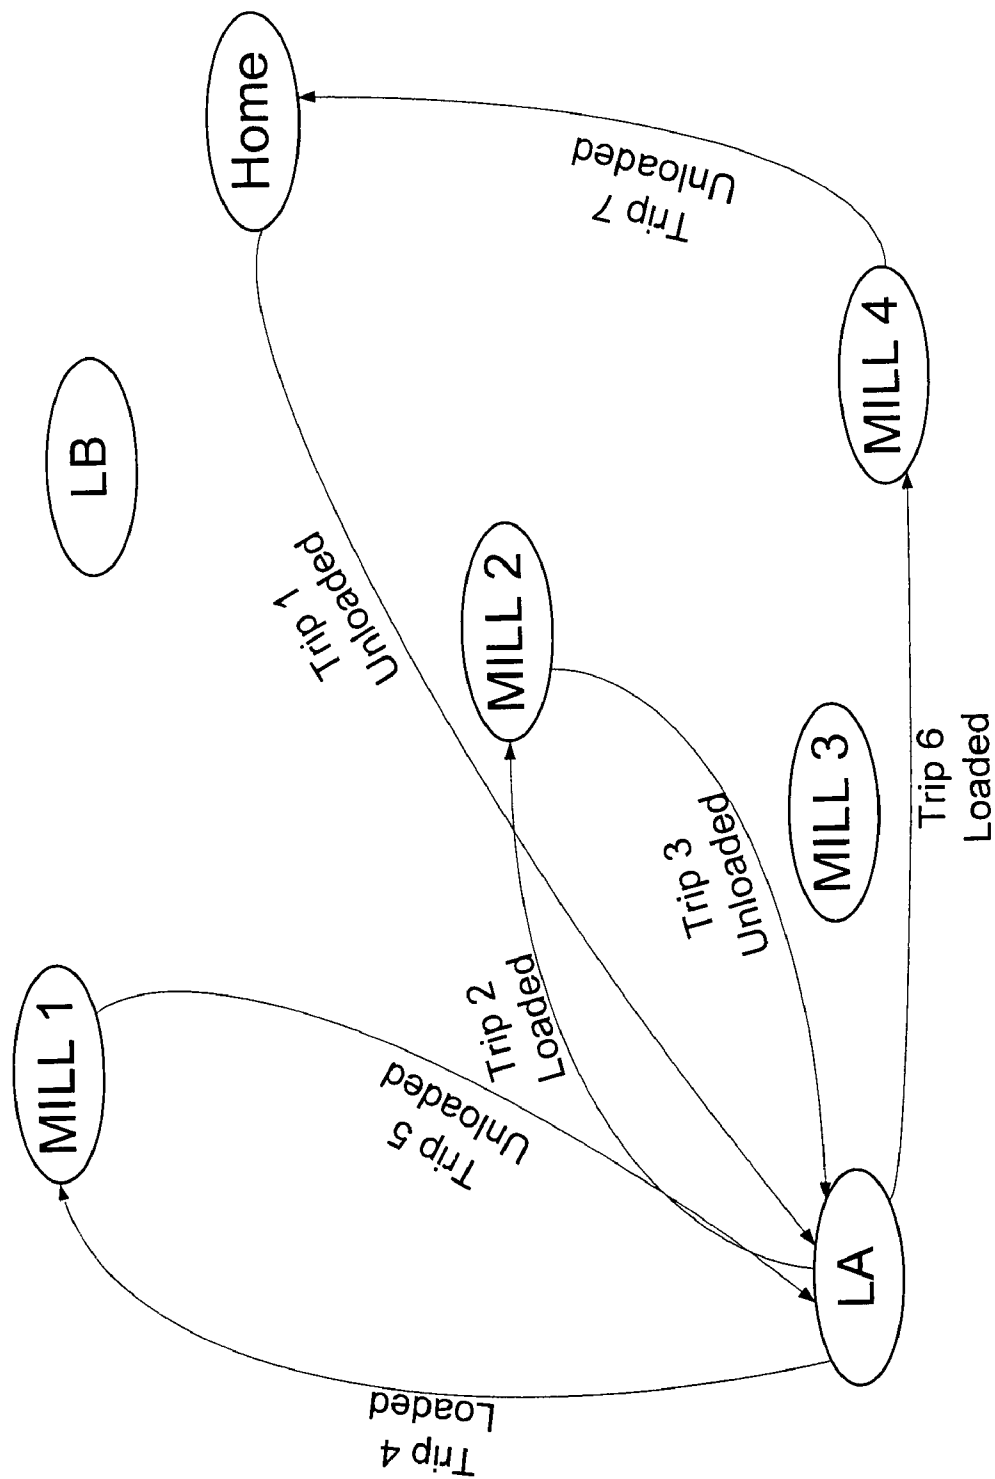 MILL 1
LB
Home
Trip 4
Loaded
Trip 5
Unloaded
Trip 2
Loaded
Trip 1
Unloaded
MILL 2
Trip 3
Unloaded
Trip 7
Unloaded
LA
MILL 3
MILL 4
Trip 6
Loaded